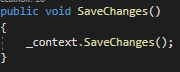 public void SaveChanges()
{
_context.SaveChanges();
}